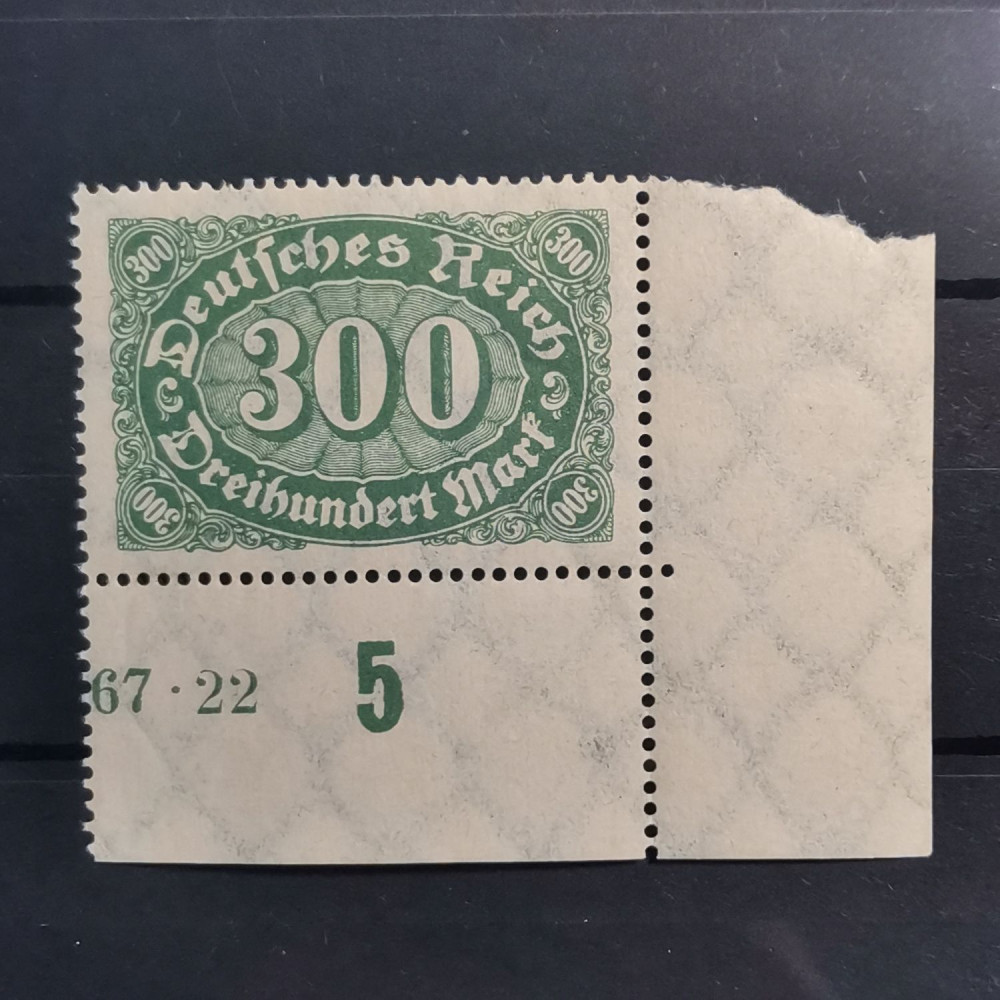 300 300
Deutſches Reich
300
Dreihundert Mark
300 300
67 · 22 5